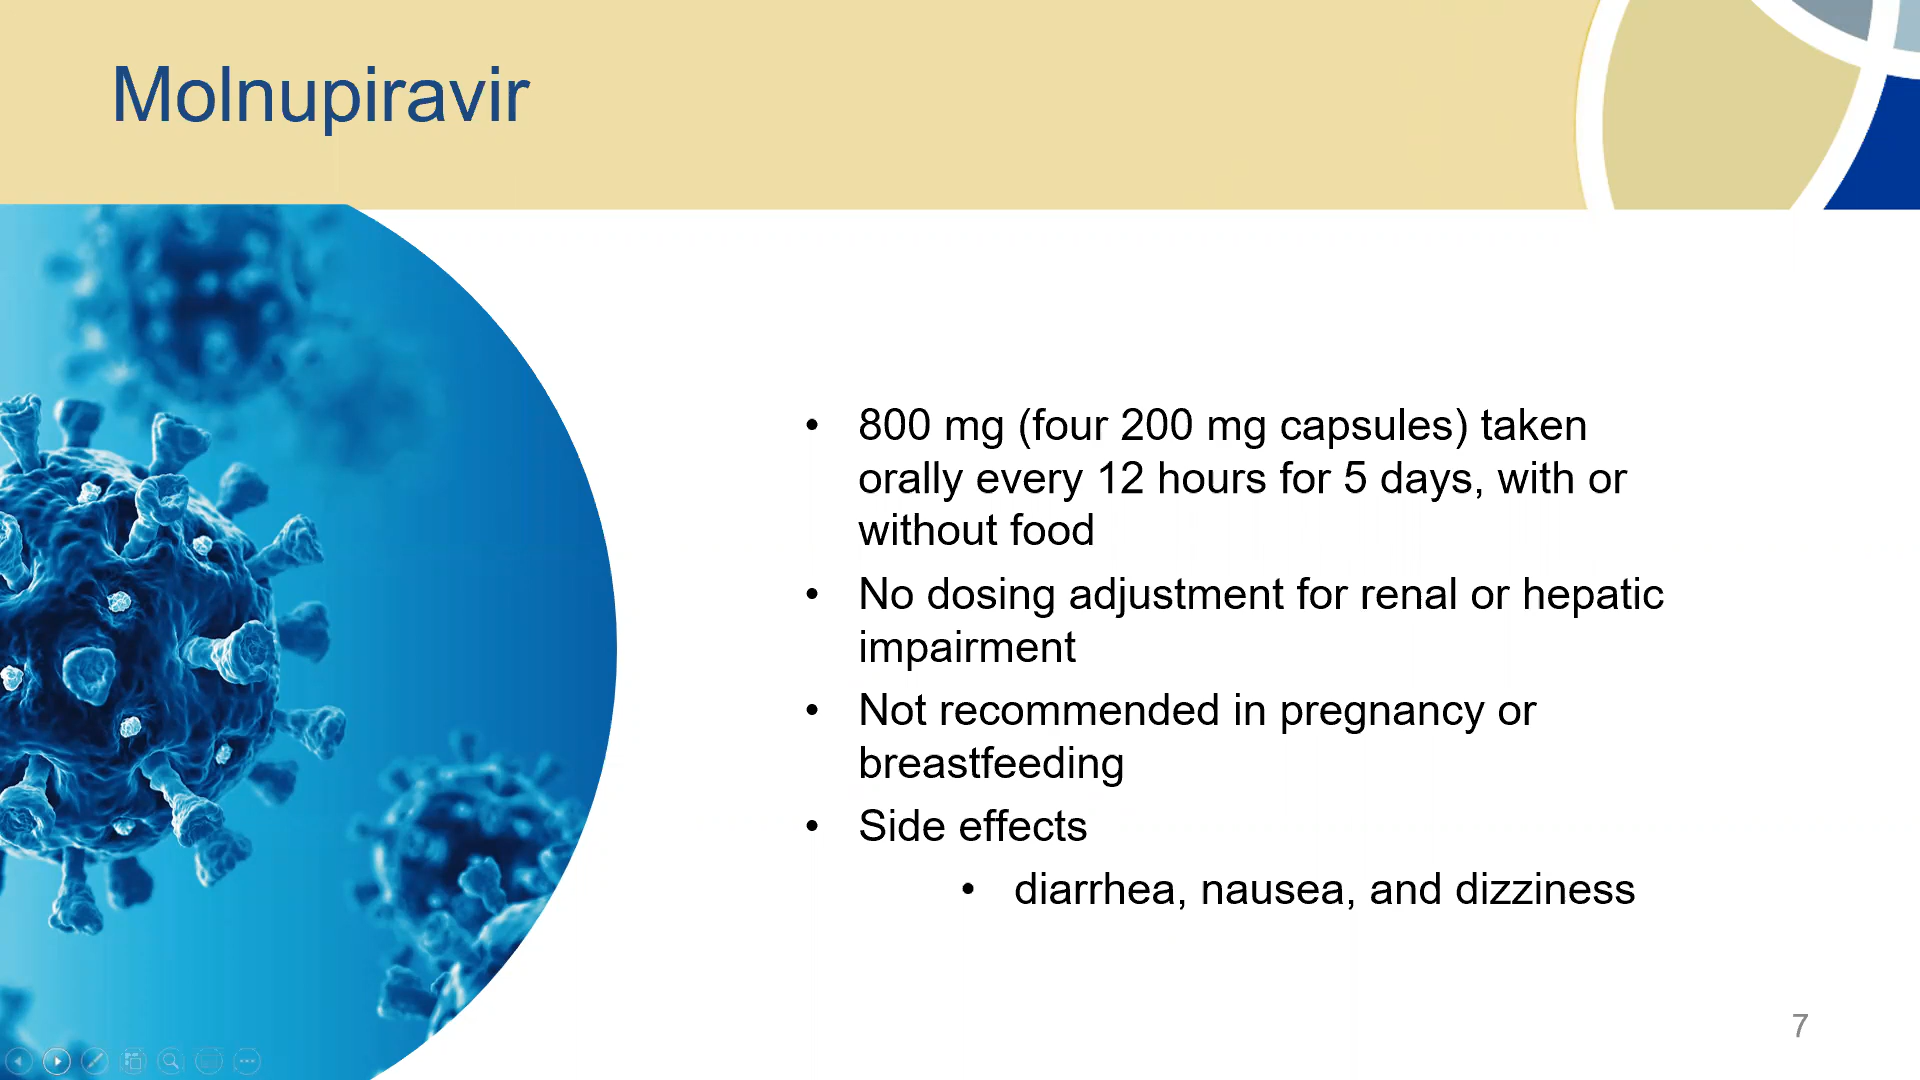 Molnupiravir
• 800 mg (four 200 mg capsules) taken
orally every 12 hours for 5 days, with or
without food
• No dosing adjustment for renal or hepatic
impairment
• Not recommended in pregnancy or
breastfeeding
• Side effects
• diarrhea, nausea, and dizziness
7